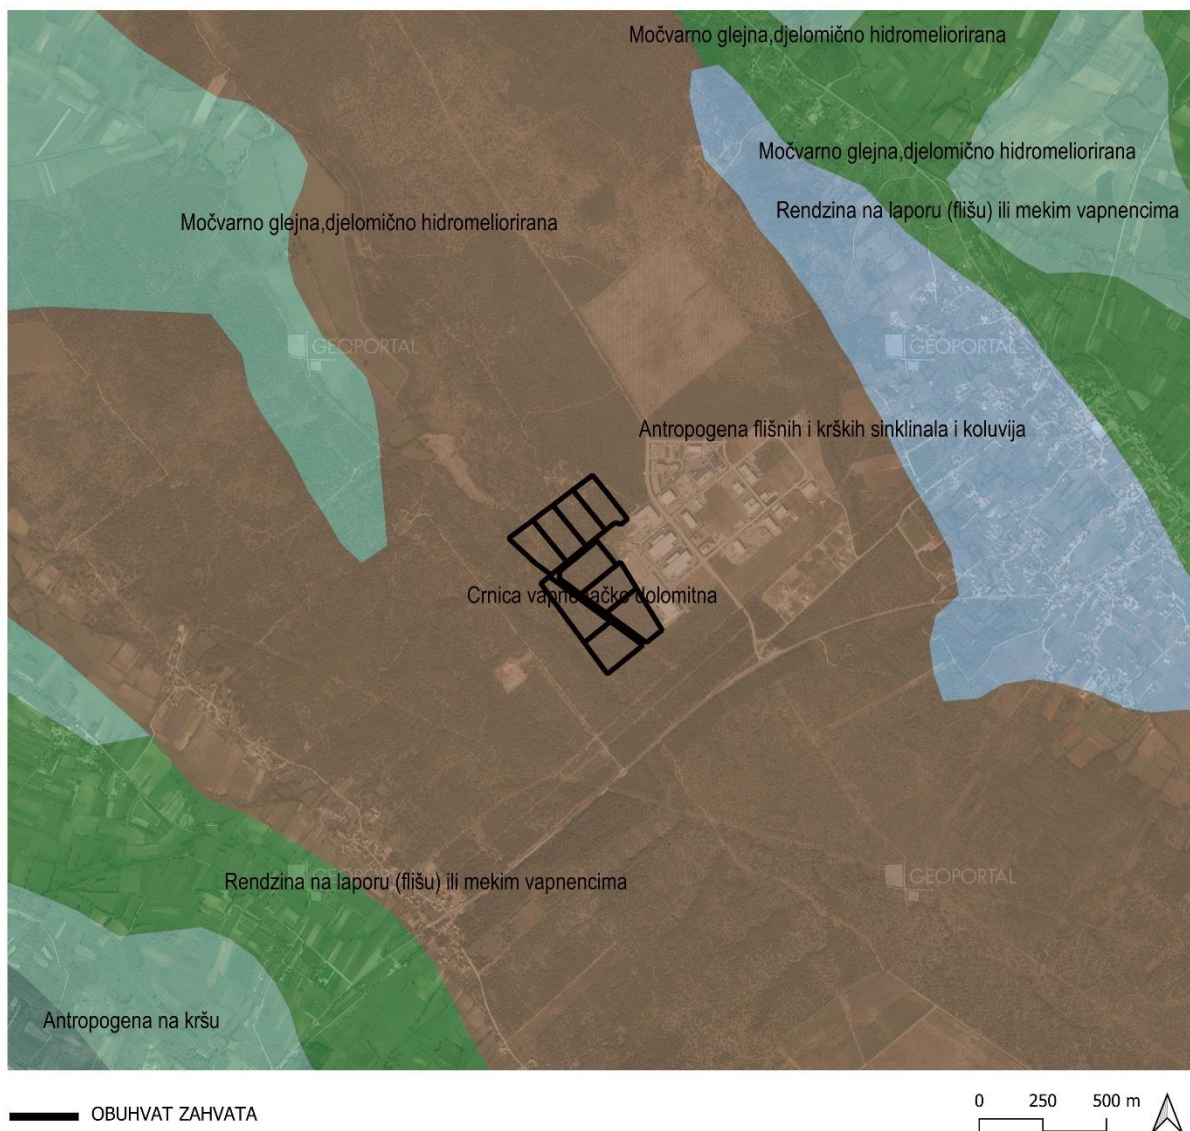 Močvarno glejna,djelomično hidromeliorirana
Močvarno glejna,djelomično hidromeliorirana
Rendzina na laporu (flišu) ili mekim vapnencima
Močvarno glejna,djelomično hidromeliorirana
GEOPORTAL
GEOPORTAL
Antropogena flišnih i krških sinklinala i koluvija
Crnica vapnenačko dolomitna
GEOPORTAL
GEOPORTAL
Rendzina na laporu (flišu) ili mekim vapnencima
Antropogena na kršu
OBUHVAT ZAHVATA
0 250 500 m